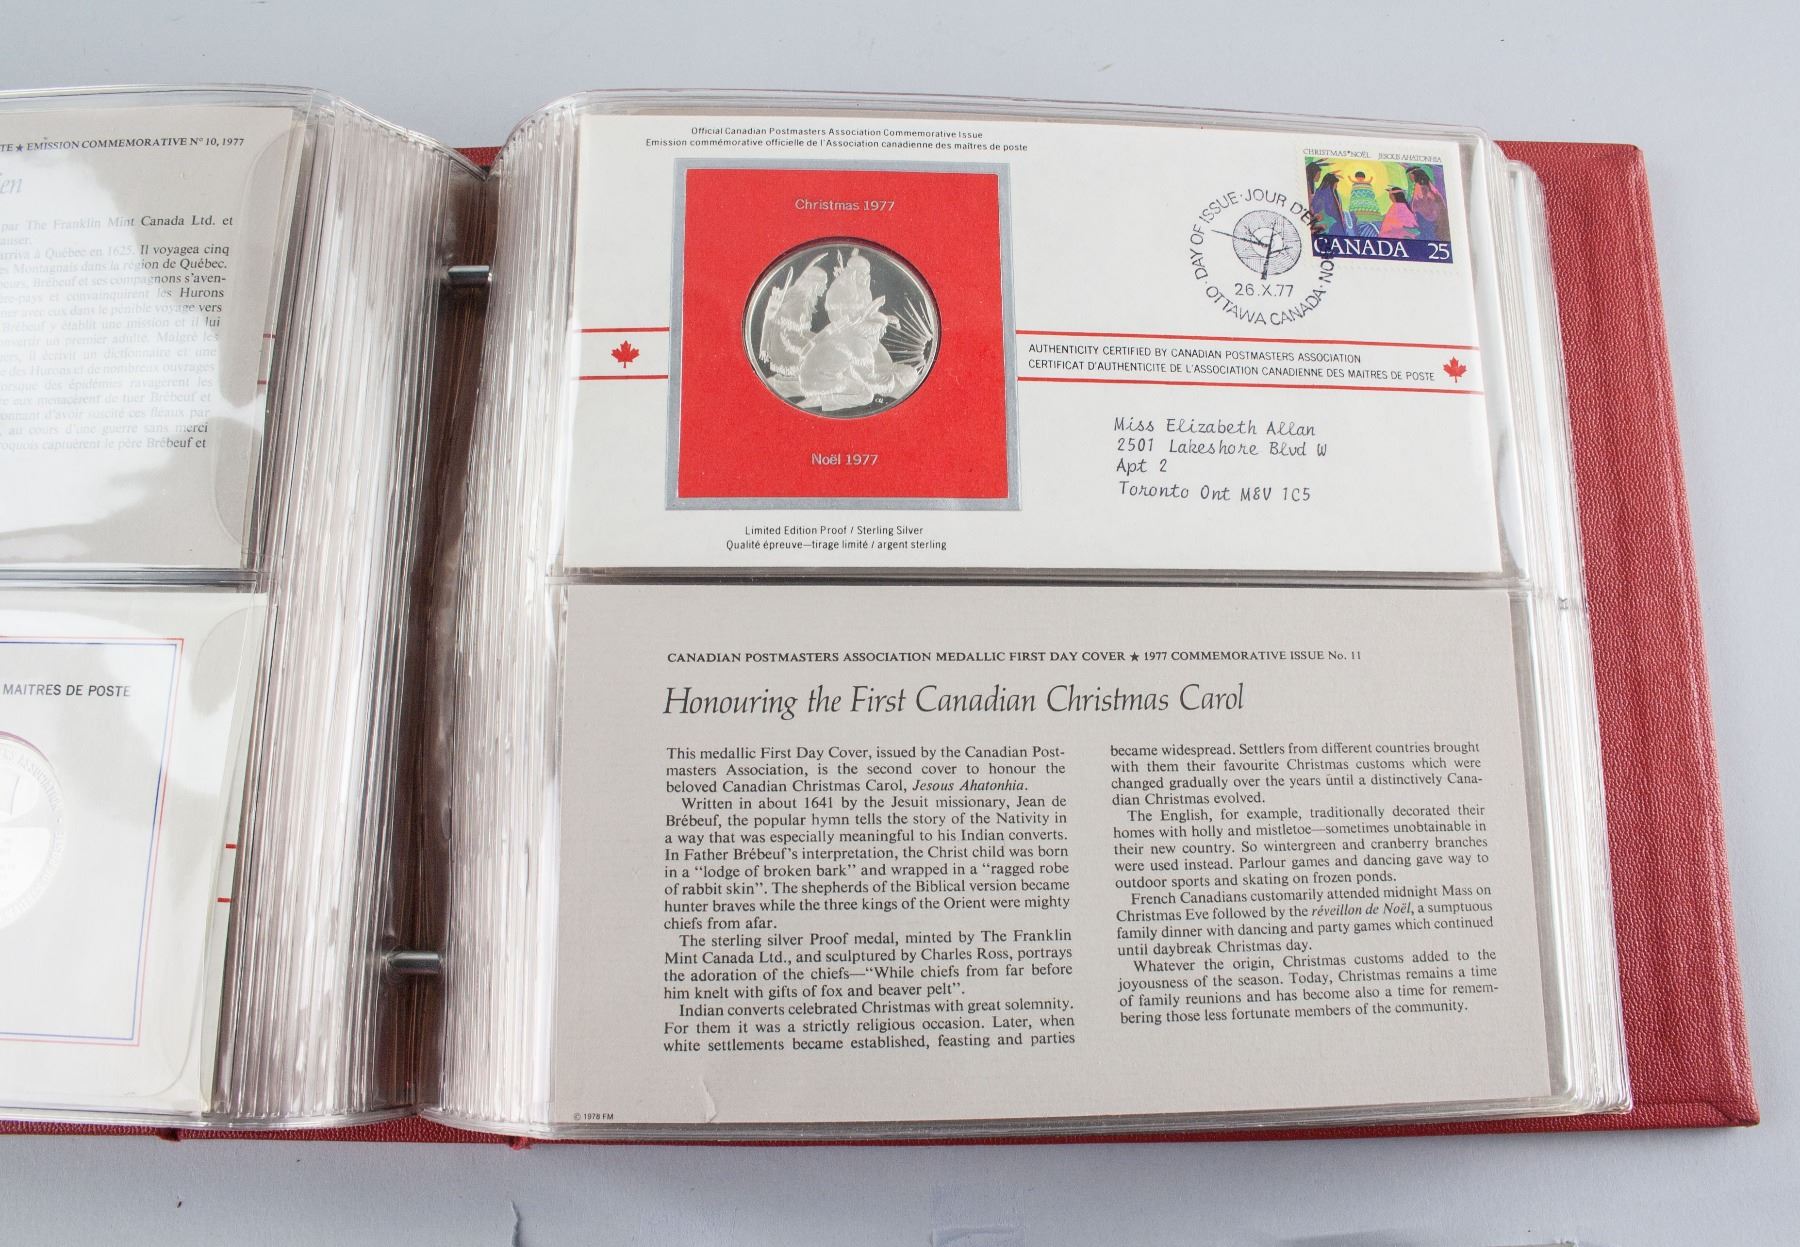 TE ★ EMISSION COMMEMORATIVE N° 10, 1977
en
par The Franklin Mint Canada Ltd. et
auser.
arriva à Québec en 1625. Il voyagea cinq
es Montagnais dans la région de Québec.
peurs, Brébeuf et ses compagnons s'aven-
ère-pays et convainquirent les Hurons
ner avec eux dans le pénible voyage vers
Brébeuf y établit une mission et il lui
onvertir un premier adulte. Malgré les
ers, il écrivit un dictionnaire et une
e des Hurons et de nombreux ouvrages
lorsque des épidémies ravagerent les
re eux menacèrent de tuer Brébeuf et
onnant d'avoir suscité ces fleaux par
, au cours d'une guerre sans merci
roquois capturèrent le père Brébeuf et
MAITRES DE POSTE
Official Canadian Postmasters Association Commemorative Issue
Emission commémorative officielle de l'Association canadienne des maîtres de poste
Christmas 1977
Noël 1977
Limited Edition Proof / Sterling Silver
Qualité épreuve—tirage limité / argent sterling
CHRISTMAS*NOËL JESOUS AHATONHIA
CANADA 25
DAY OF ISSUE · JOUR D'ÉM
26.X.77
OTTAWA CANADA
AUTHENTICITY CERTIFIED BY CANADIAN POSTMASTERS ASSOCIATION
CERTIFICAT D'AUTHENTICITE DE L'ASSOCIATION CANADIENNE DES MAITRES DE POSTE
Miss Elizabeth Allan
2501 Lakeshore Blvd W
Apt 2
Toronto Ont M8V 1C5
CANADIAN POSTMASTERS ASSOCIATION MEDALLIC FIRST DAY COVER ★ 1977 COMMEMORATIVE ISSUE No. 11
Honouring the First Canadian Christmas Carol
This medallic First Day Cover, issued by the Canadian Post-
masters Association, is the second cover to honour the
beloved Canadian Christmas Carol, Jesous Ahatonhia.
Written in about 1641 by the Jesuit missionary, Jean de
Brébeuf, the popular hymn tells the story of the Nativity in
a way that was especially meaningful to his Indian converts.
In Father Brébeuf's interpretation, the Christ child was born
in a "lodge of broken bark" and wrapped in a "ragged robe
of rabbit skin". The shepherds of the Biblical version became
hunter braves while the three kings of the Orient were mighty
chiefs from afar.
The sterling silver Proof medal, minted by The Franklin
Mint Canada Ltd., and sculptured by Charles Ross, portrays
the adoration of the chiefs—"While chiefs from far before
him knelt with gifts of fox and beaver pelt".
Indian converts celebrated Christmas with great solemnity.
For them it was a strictly religious occasion. Later, when
white settlements became established, feasting and parties
became widespread. Settlers from different countries brought
with them their favourite Christmas customs which were
changed gradually over the years until a distinctively Cana-
dian Christmas evolved.
The English, for example, traditionally decorated their
homes with holly and mistletoe—sometimes unobtainable in
their new country. So wintergreen and cranberry branches
were used instead. Parlour games and dancing gave way to
outdoor sports and skating on frozen ponds.
French Canadians customarily attended midnight Mass on
Christmas Eve followed by the réveillon de Noël, a sumptuous
family dinner with dancing and party games which continued
until daybreak Christmas day.
Whatever the origin, Christmas customs added to the
joyousness of the season. Today, Christmas remains a time
of family reunions and has become also a time for remem-
bering those less fortunate members of the community.
© 1978 FM